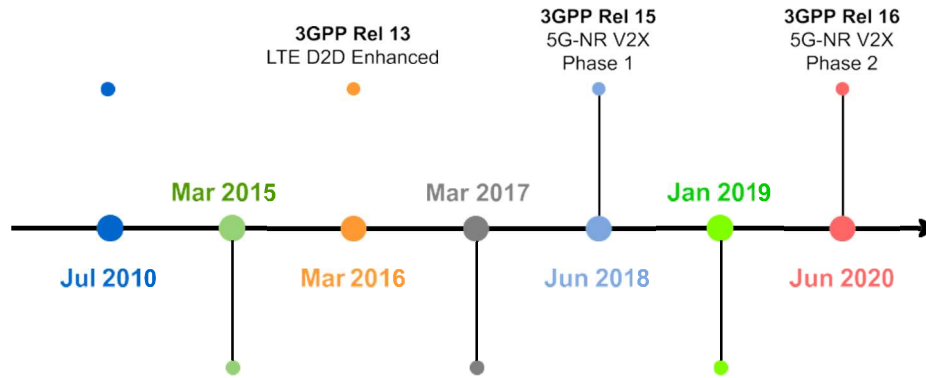 3GPP Rel 13
LTE D2D Enhanced
3GPP Rel 15
5G-NR V2X
Phase 1
3GPP Rel 16
5G-NR V2X
Phase 2
Mar 2015
Mar 2017
Jan 2019
Jul 2010
Mar 2016
Jun 2018
Jun 2020